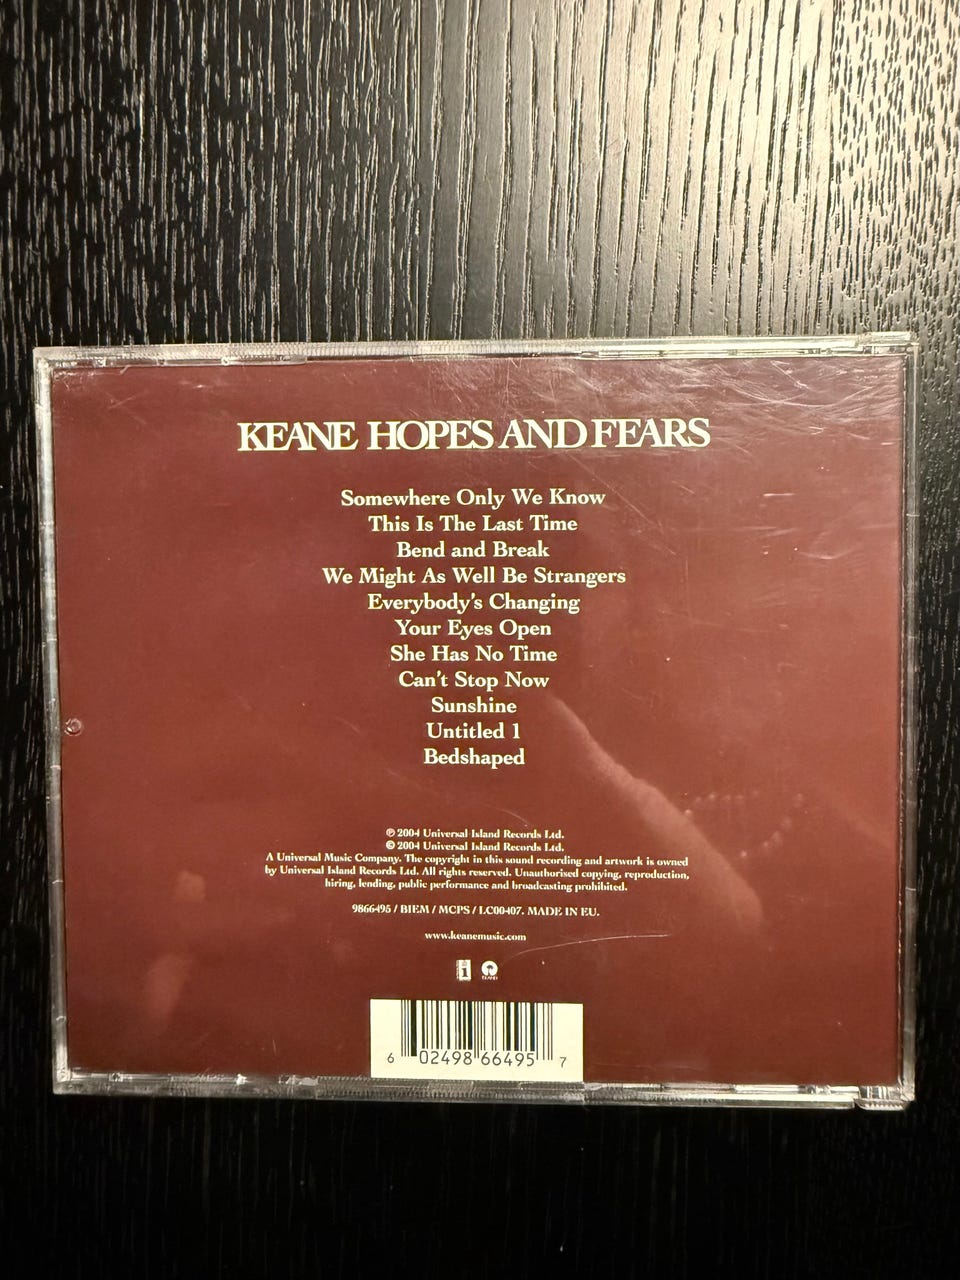 KEANE HOPES AND FEARS
Somewhere Only We Know
This Is The Last Time
Bend and Break
We Might As Well Be Strangers
Everybody's Changing
Your Eyes Open
She Has No Time
Can't Stop Now
Sunshine
Untitled 1
Bedshaped
℗ 2004 Universal Island Records Ltd.
© 2004 Universal Island Records Ltd.
A Universal Music Company. The copyright in this sound recording and artwork is owned
by Universal Island Records Ltd. All rights reserved. Unauthorised copying, reproduction,
hiring, lending, public performance and broadcasting prohibited.
9866495 / BIEM / MCPS / LC00407. MADE IN EU.
www.keanemusic.com
i ISLAND
6 02498 66495 7